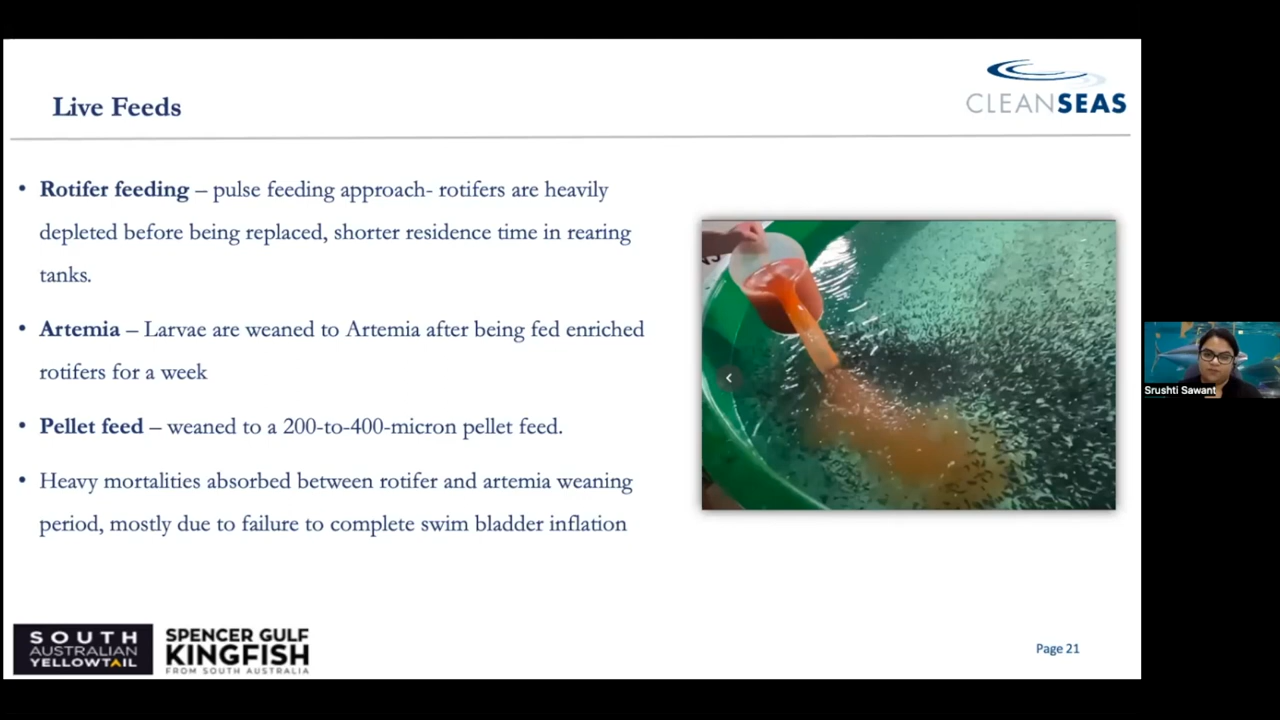 Live Feeds
CLEANSEAS
• Rotifer feeding – pulse feeding approach- rotifers are heavily
depleted before being replaced, shorter residence time in rearing
tanks.
• Artemia – Larvae are weaned to Artemia after being fed enriched
rotifers for a week
• Pellet feed – weaned to a 200-to-400-micron pellet feed.
• Heavy mortalities absorbed between rotifer and artemia weaning
period, mostly due to failure to complete swim bladder inflation
Srushti Sawant
SOUTH
AUSTRALIAN
YELLOWTAIL
SPENCER GULF
KINGFISH
FROM SOUTH AUSTRALIA
Page 21